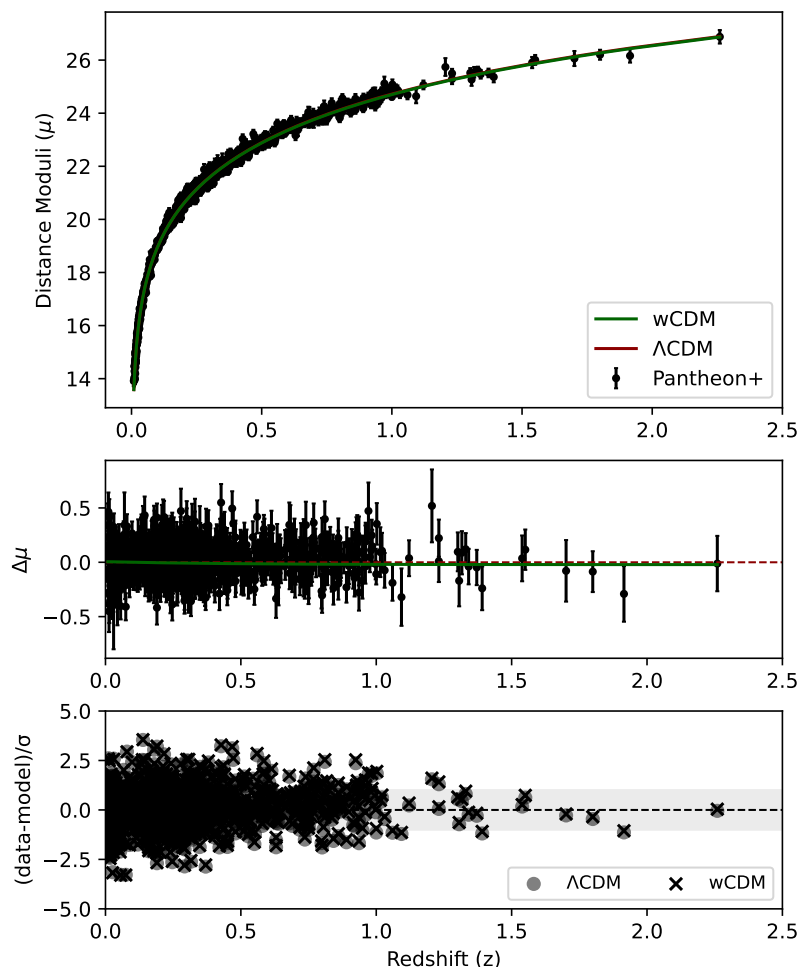 26
24
22
20
18
16
14
Distance Moduli (μ)
wCDM
ΛCDM
Pantheon+
0.0 0.5 1.0 1.5 2.0 2.5
0.5
0.0
−0.5
Δμ
0.0 0.5 1.0 1.5 2.0 2.5
5.0
2.5
0.0
−2.5
−5.0
(data-model)/σ
ΛCDM wCDM
0.0 0.5 1.0 1.5 2.0 2.5
Redshift (z)